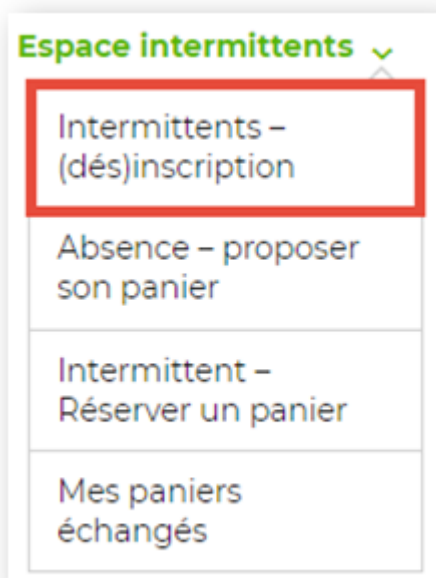 Espace intermittents
Intermittents –
(dés)inscription
Absence – proposer
son panier
Intermittent –
Réserver un panier
Mes paniers
échangés